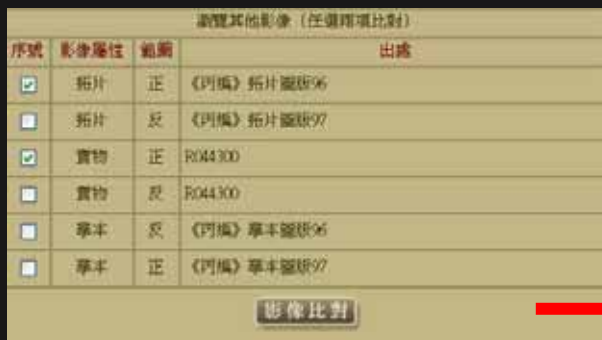 瀏覽其他影像（任選兩項比對）
序號 影像屬性 範圍 出處
拓片 正 《丙編》拓片圖版96
拓片 反 《丙編》拓片圖版97
實物 正 R044300
實物 反 R044300
摹本 反 《丙編》摹本圖版96
摹本 正 《丙編》摹本圖版97
影像比對